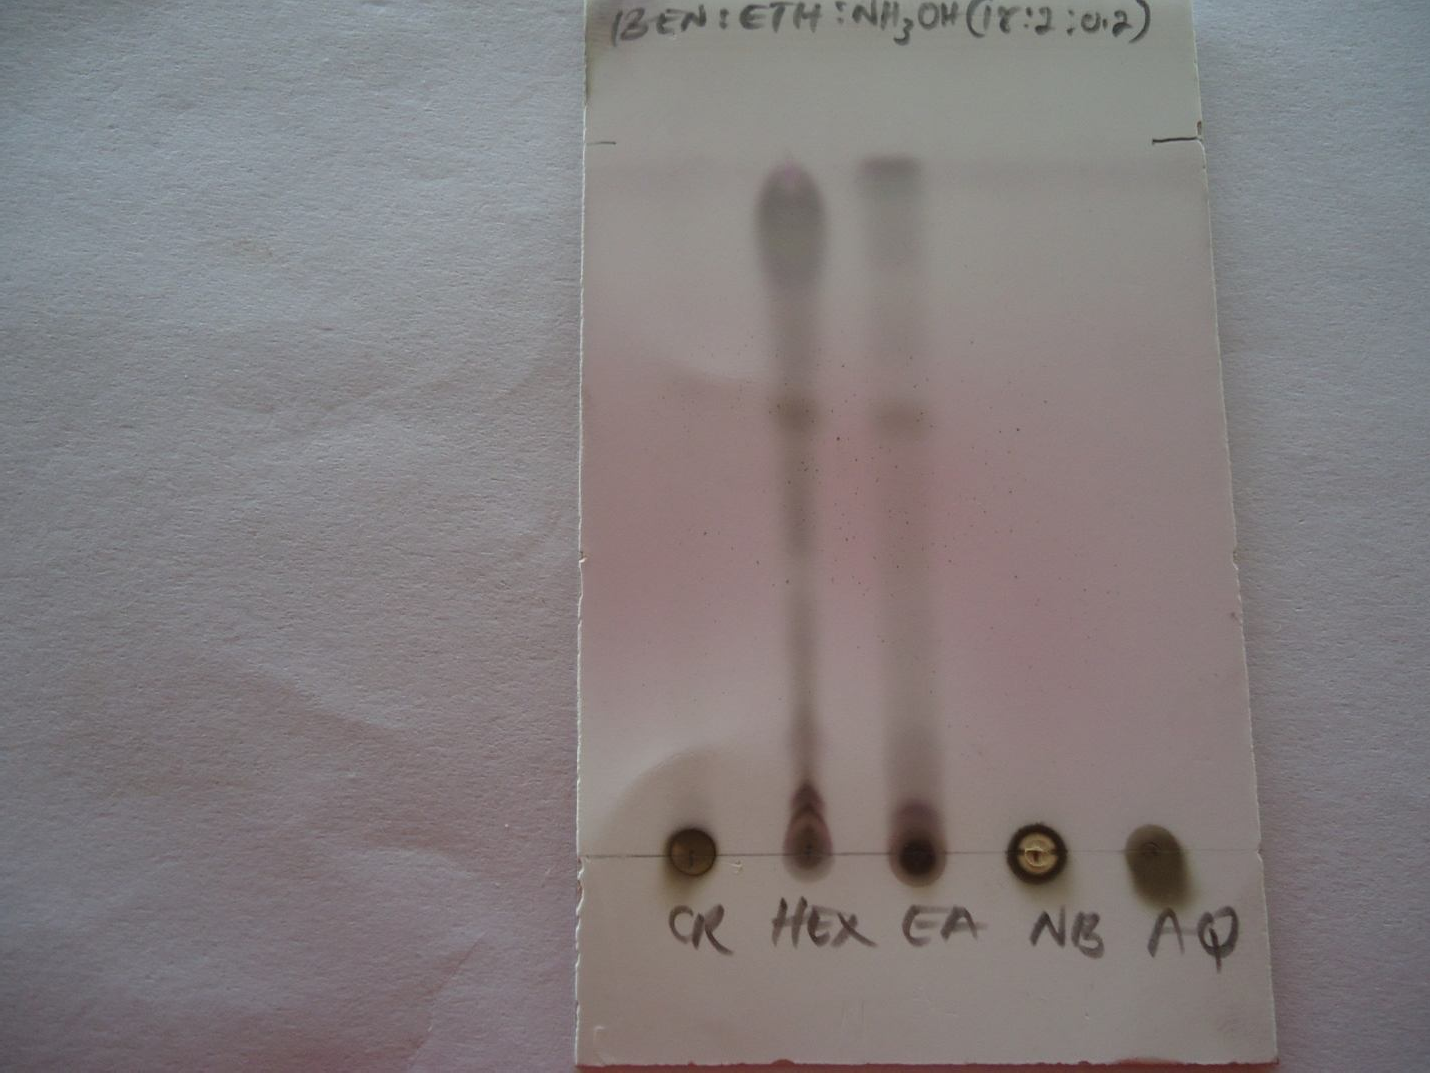 BEN : ETH : NH₃OH (18:2:0.2)
CR HEX EA NB AQ